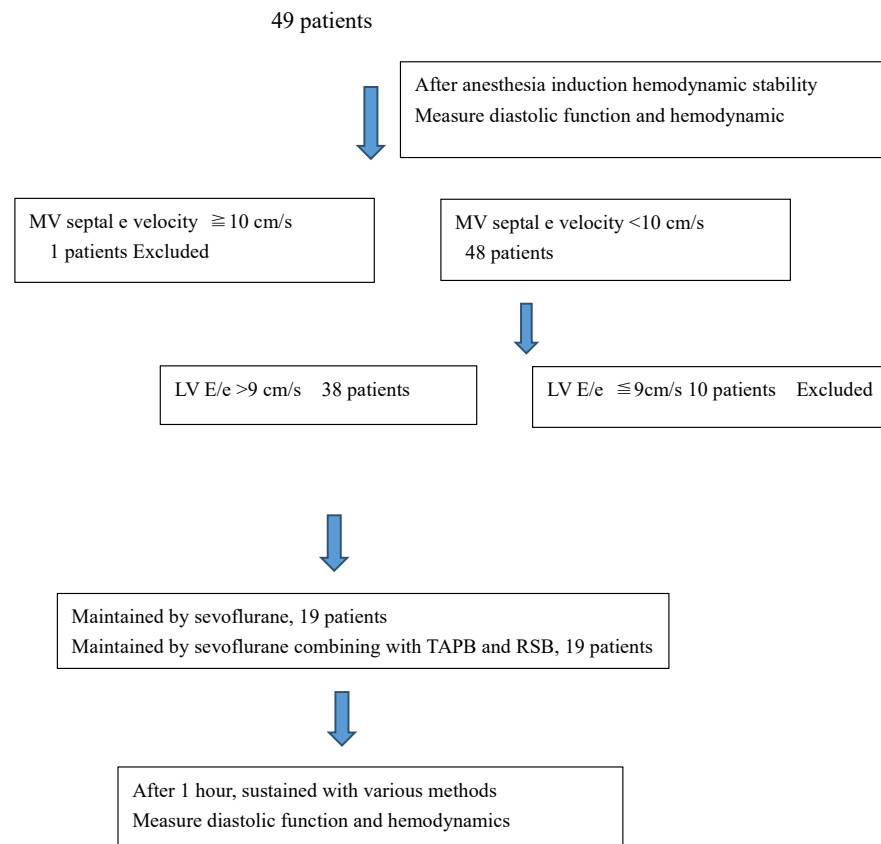 49 patients
After anesthesia induction hemodynamic stability
Measure diastolic function and hemodynamic
MV septal e velocity ≧10 cm/s
1 patients Excluded
MV septal e velocity <10 cm/s
48 patients
LV E/e >9 cm/s 38 patients
LV E/e ≦9cm/s 10 patients Excluded
Maintained by sevoflurane, 19 patients
Maintained by sevoflurane combining with TAPB and RSB, 19 patients
After 1 hour, sustained with various methods
Measure diastolic function and hemodynamics